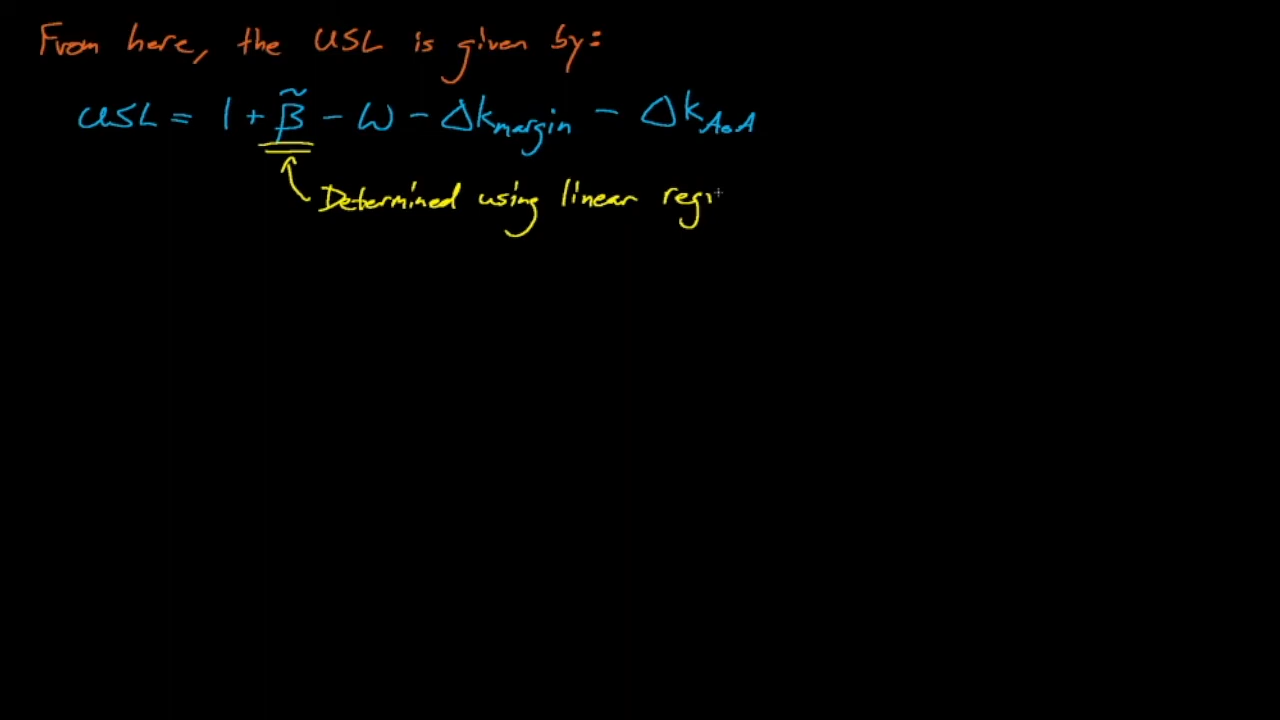 From here, the USL is given by:
USL = 1 + β̃ - W - Δk_margin - Δk_AoA
Determined using linear regr